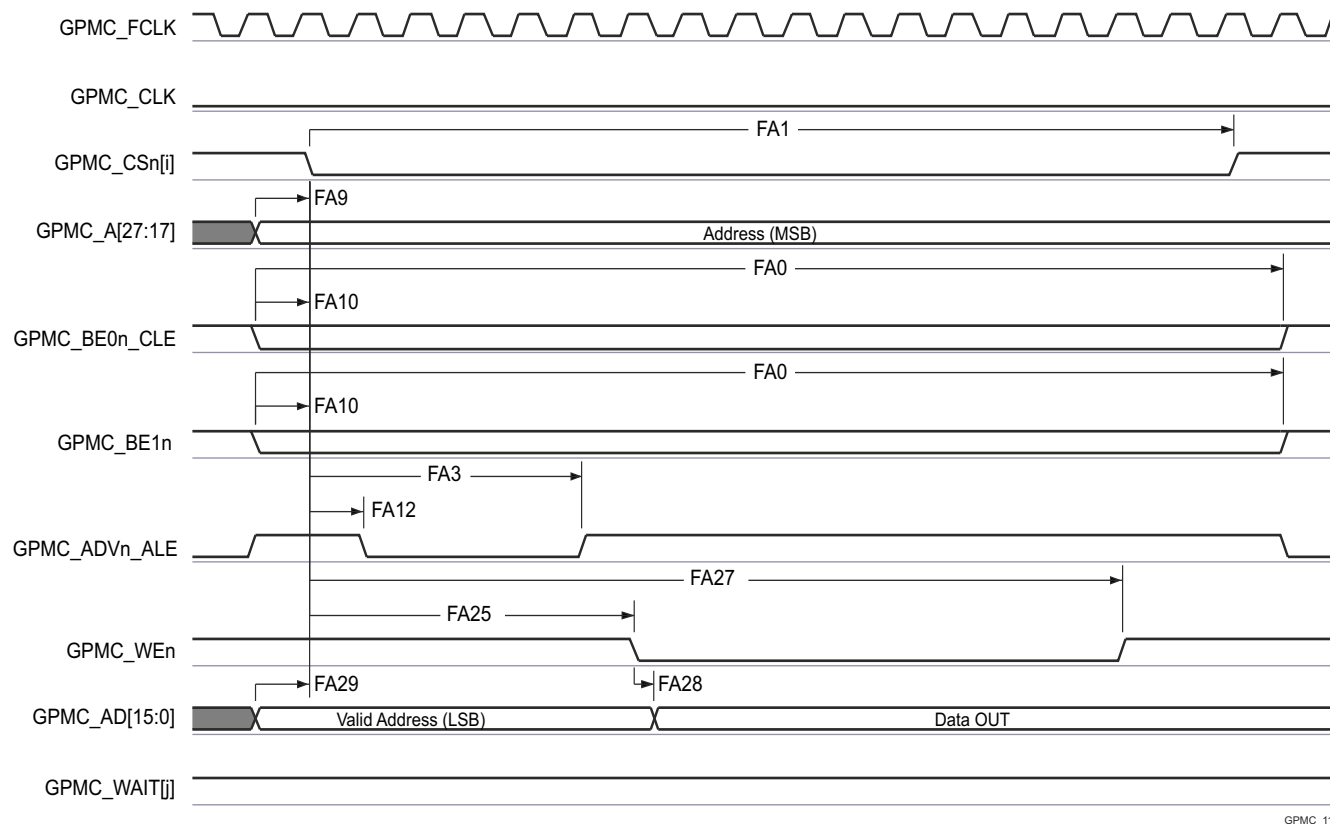 GPMC_FCLK
GPMC_CLK
FA1
GPMC_CSn[i]
FA9
GPMC_A[27:17]
Address (MSB)
FA0
FA10
GPMC_BE0n_CLE
FA0
FA10
GPMC_BE1n
FA3
FA12
GPMC_ADVn_ALE
FA27
FA25
GPMC_WEn
FA29
FA28
GPMC_AD[15:0]
Valid Address (LSB)
Data OUT
GPMC_WAIT[j]